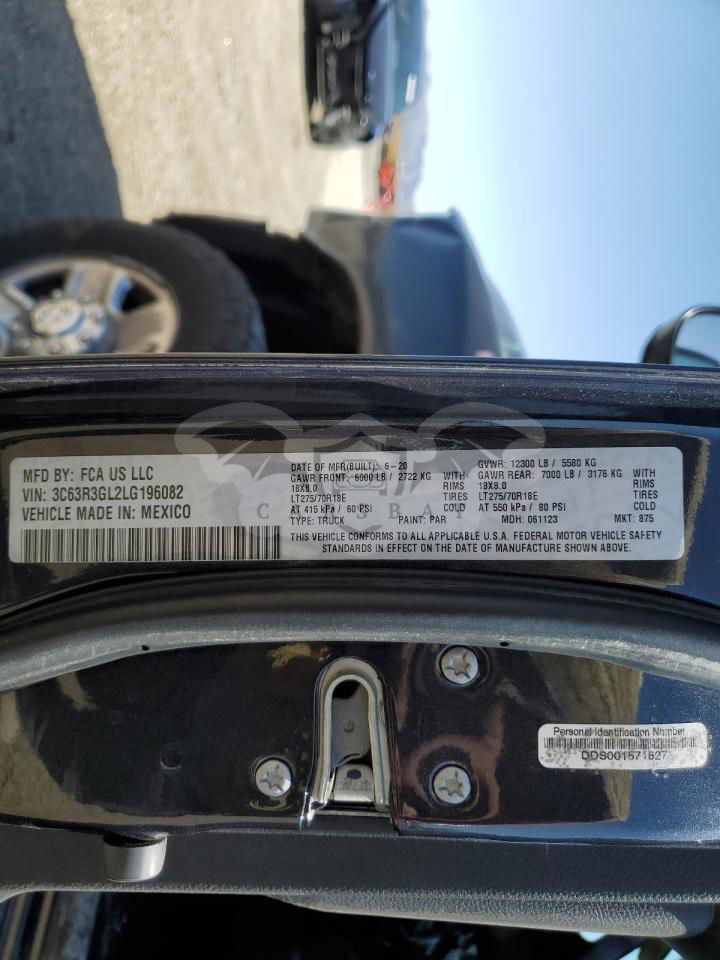 MFD BY: FCA US LLC
VIN: 3C63R3GL2LG196082
VEHICLE MADE IN: MEXICO
DATE OF MFR(BUILT): 6-20
GAWR FRONT: 6000 LB / 2722 KG WITH
18X8.0 RIMS
LT275/70R18E TIRES
AT 415 kPa / 60 PSI COLD
TYPE: TRUCK PAINT: PAR
GVWR: 12300 LB / 5580 KG
GAWR REAR: 7000 LB / 3176 KG WITH
18X8.0 RIMS
LT275/70R18E TIRES
AT 550 kPa / 80 PSI COLD
MDH: 061123 MKT: 875
THIS VEHICLE CONFORMS TO ALL APPLICABLE U.S.A. FEDERAL MOTOR VEHICLE SAFETY
STANDARDS IN EFFECT ON THE DATE OF MANUFACTURE SHOWN ABOVE.
Personal Identification Number
DDS001571627